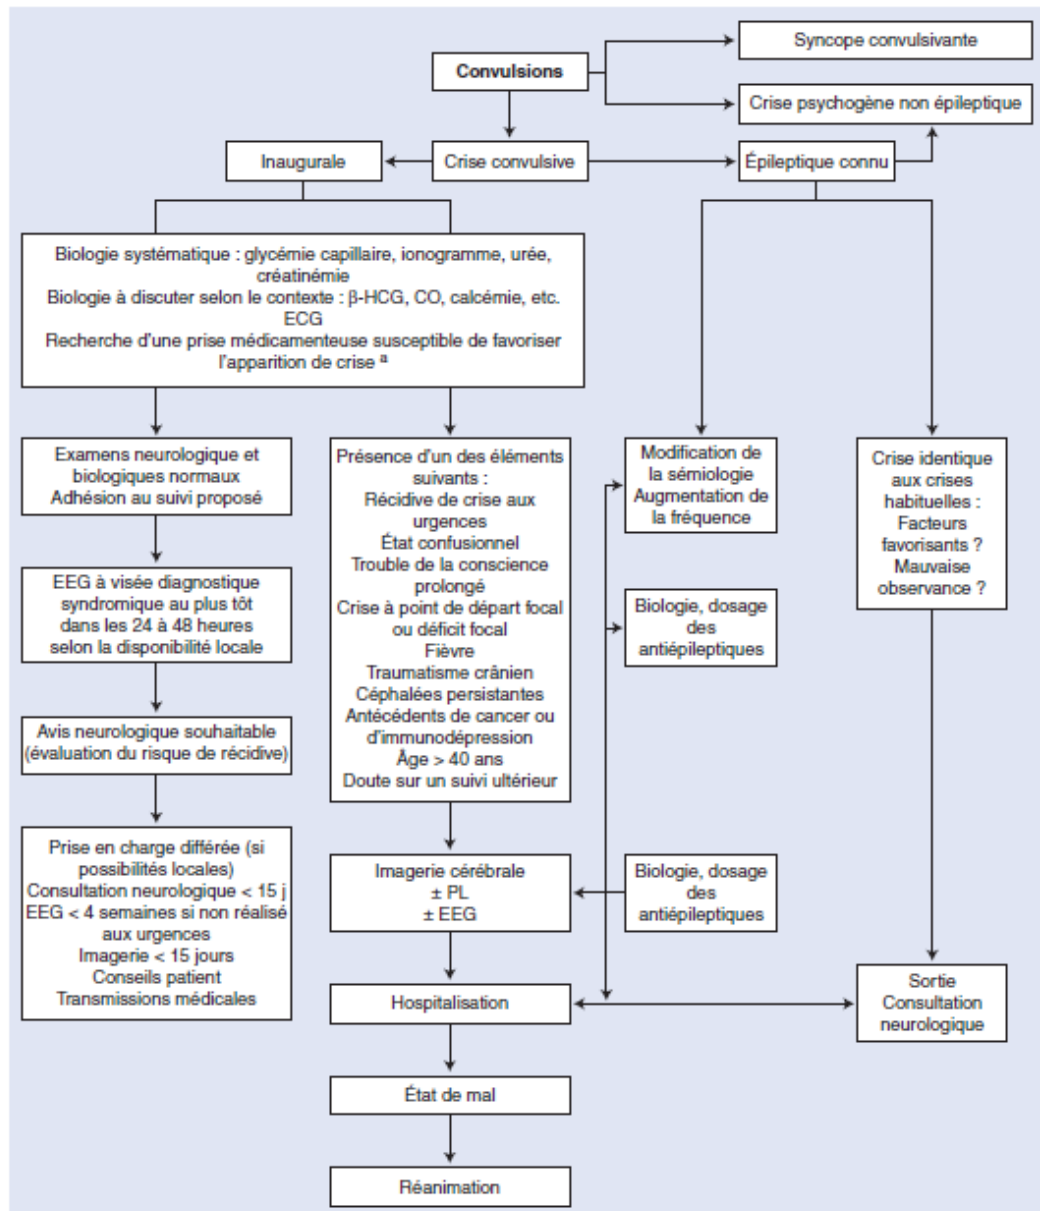 Convulsions
Syncope convulsivante
Crise psychogène non épileptique
Inaugurale
Crise convulsive
Épileptique connu
Biologie systématique : glycémie capillaire, ionogramme, urée,
créatinémie
Biologie à discuter selon le contexte : β-HCG, CO, calcémie, etc.
ECG
Recherche d'une prise médicamenteuse susceptible de favoriser
l'apparition de crise ª
Examens neurologique et
biologiques normaux
Adhésion au suivi proposé
EEG à visée diagnostique
syndromique au plus tôt
dans les 24 à 48 heures
selon la disponibilité locale
Avis neurologique souhaitable
(évaluation du risque de récidive)
Prise en charge différée (si
possibilités locales)
Consultation neurologique < 15 j
EEG < 4 semaines si non réalisé
aux urgences
Imagerie < 15 jours
Conseils patient
Transmissions médicales
Présence d'un des éléments
suivants :
Récidive de crise aux
urgences
État confusionnel
Trouble de la conscience
prolongé
Crise à point de départ focal
ou déficit focal
Fièvre
Traumatisme crânien
Céphalées persistantes
Antécédents de cancer ou
d'immunodépression
Âge > 40 ans
Doute sur un suivi ultérieur
Imagerie cérébrale
± PL
± EEG
Hospitalisation
État de mal
Réanimation
Modification de
la sémiologie
Augmentation de
la fréquence
Biologie, dosage
des
antiépileptiques
Biologie, dosage
des
antiépileptiques
Crise identique
aux crises
habituelles :
Facteurs
favorisants ?
Mauvaise
observance ?
Sortie
Consultation
neurologique